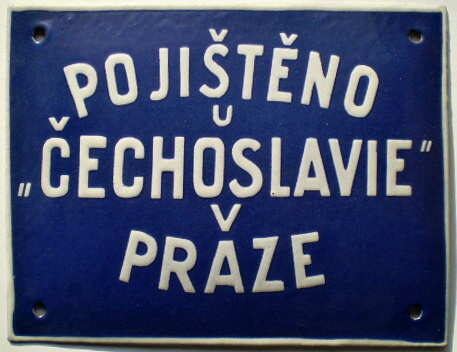 POJIŠTĚNO
U
„ČECHOSLAVIE"
V
PRAZE